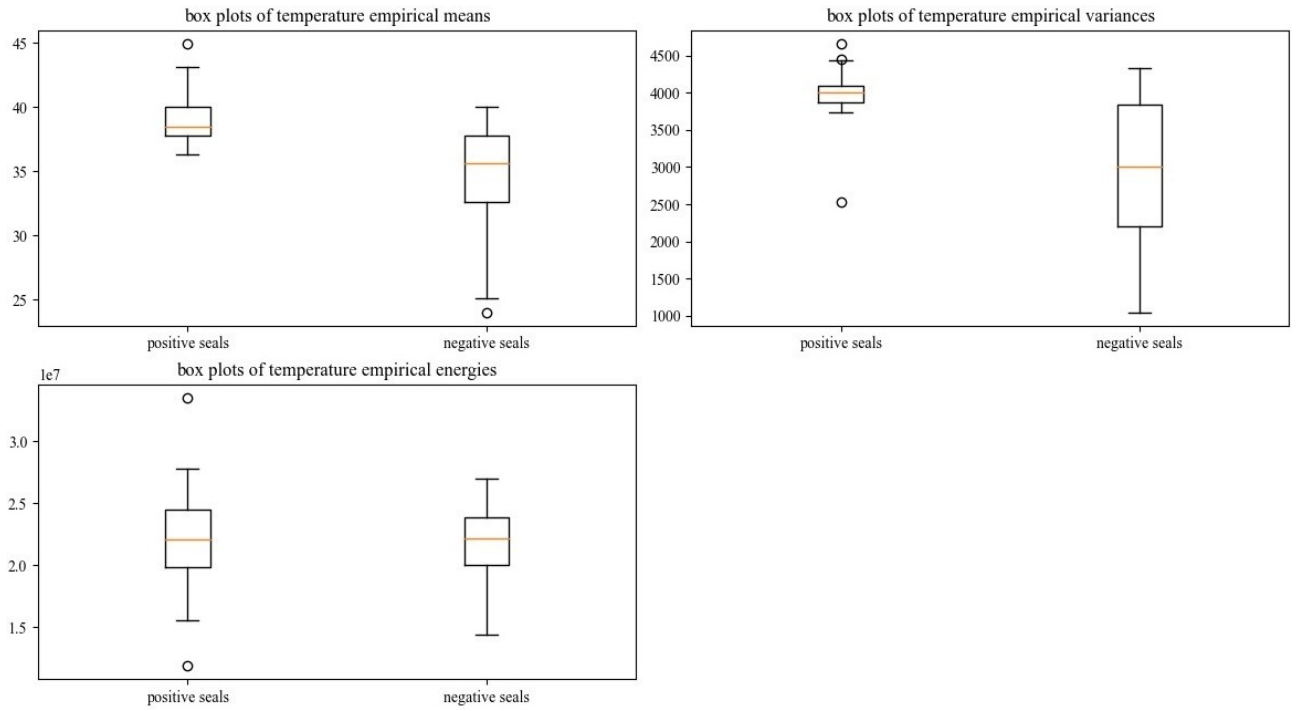 box plots of temperature empirical means
45
40
35
30
25
positive seals
negative seals
box plots of temperature empirical variances
4500
4000
3500
3000
2500
2000
1500
1000
positive seals
negative seals
box plots of temperature empirical energies
1e7
3.0
2.5
2.0
1.5
positive seals
negative seals